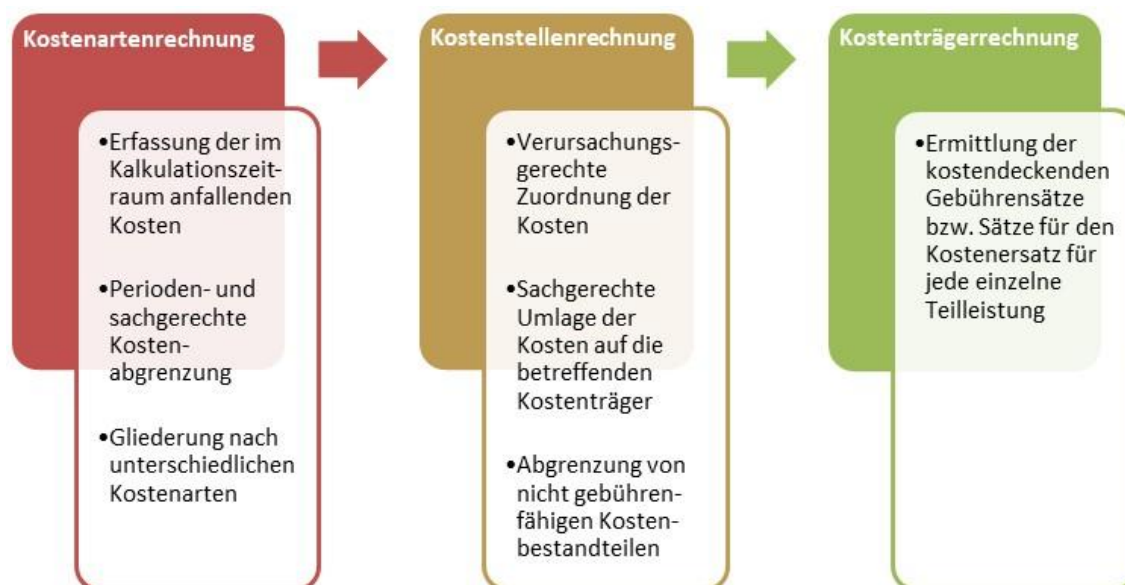 Kostenartenrechnung
•Erfassung der im
Kalkulationszeit-
raum anfallenden
Kosten
•Perioden- und
sachgerechte
Kosten-
abgrenzung
•Gliederung nach
unterschiedlichen
Kostenarten
Kostenstellenrechnung
•Verursachungs-
gerechte
Zuordnung der
Kosten
•Sachgerechte
Umlage der
Kosten auf die
betreffenden
Kostenträger
•Abgrenzung von
nicht gebühren-
fähigen Kosten-
bestandteilen
Kostenträgerrechnung
•Ermittlung der
kostendeckenden
Gebührensätze
bzw. Sätze für den
Kostenersatz für
jede einzelne
Teilleistung